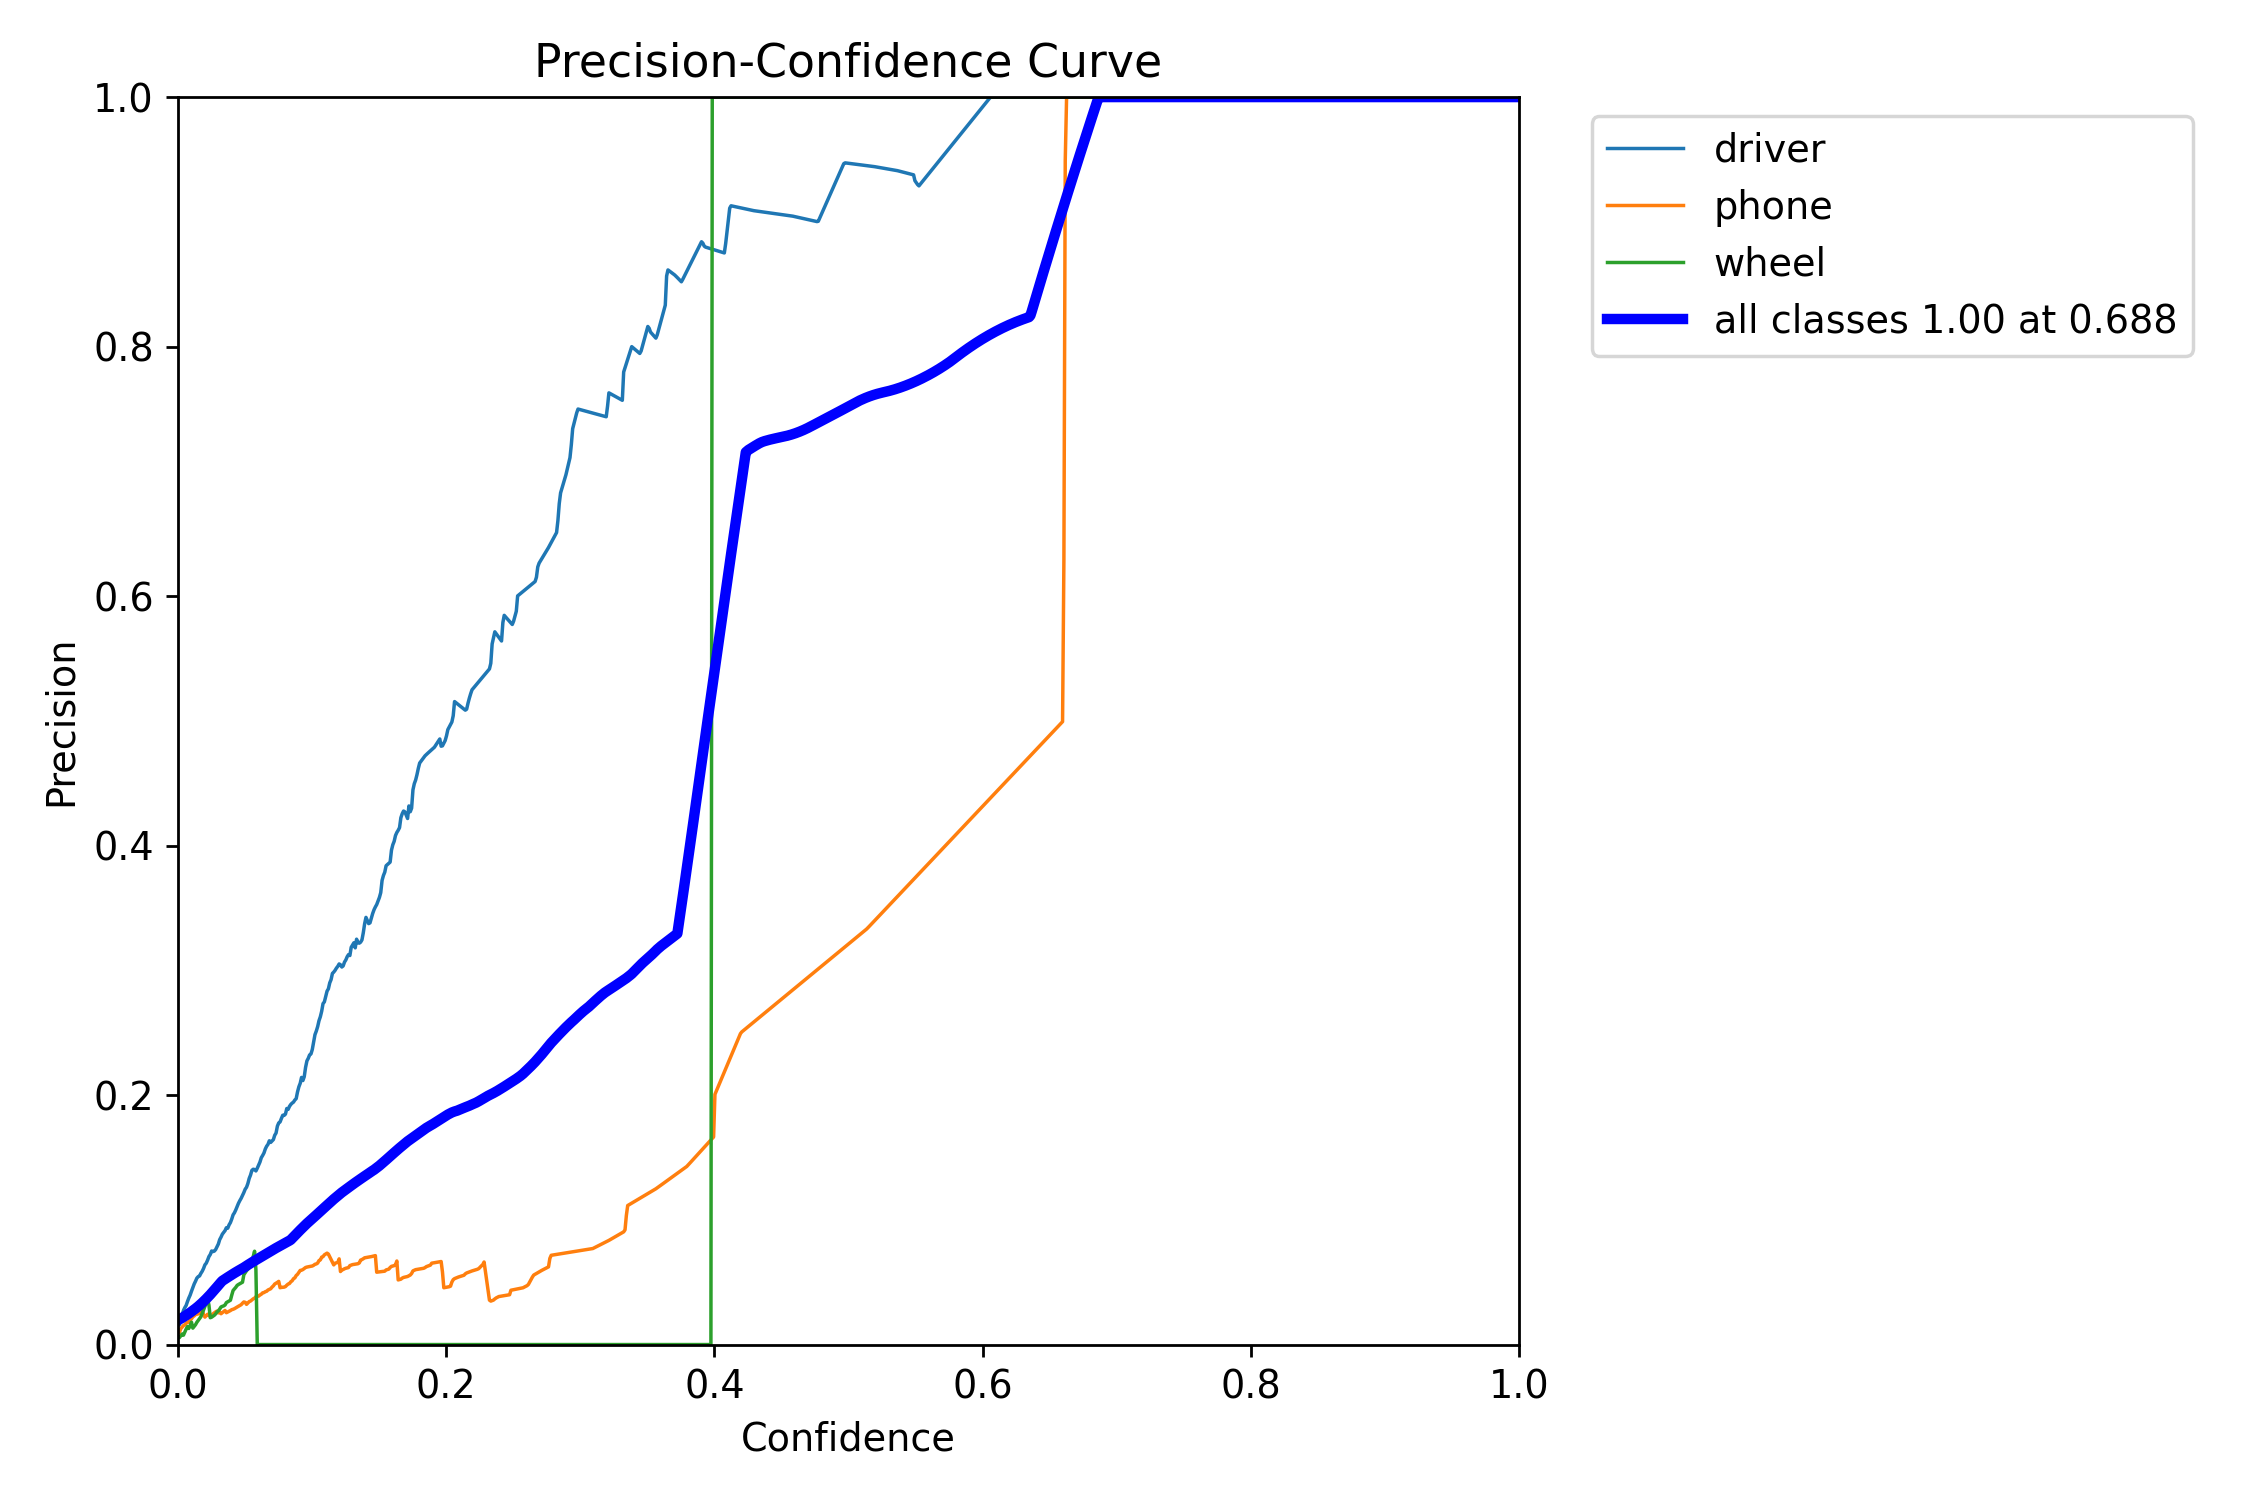 Precision-Confidence Curve
1.0
0.8
0.6
0.4
0.2
0.0
Precision
0.0 0.2 0.4 0.6 0.8 1.0
Confidence
driver
phone
wheel
all classes 1.00 at 0.688